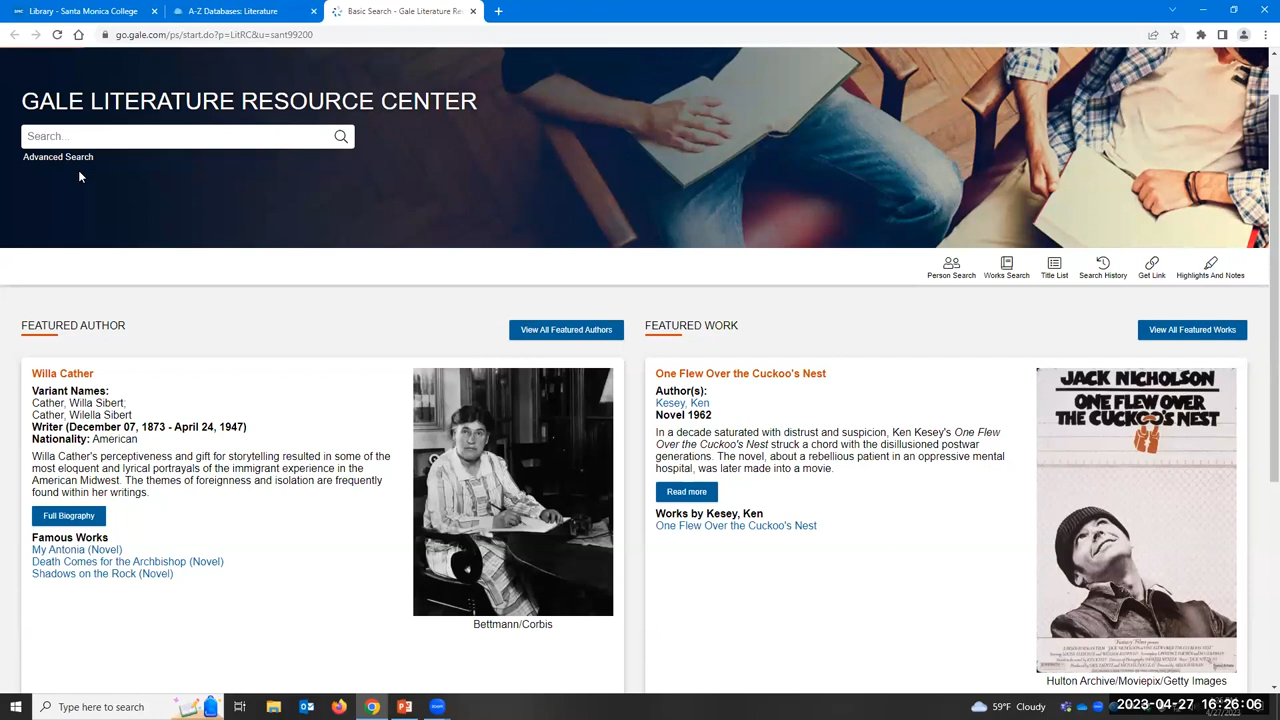 Library - Santa Monica College
A-Z Databases: Literature
Basic Search - Gale Literature Re
go.gale.com/ps/start.do?p=LitRC&u=sant99200
GALE LITERATURE RESOURCE CENTER
Search...
Advanced Search
Person Search
Works Search
Title List
Search History
Get Link
Highlights And Notes
FEATURED AUTHOR
View All Featured Authors
Willa Cather
Variant Names:
Cather, Willa Sibert;
Cather, Wilella Sibert
Writer (December 07, 1873 - April 24, 1947)
Nationality: American
Willa Cather's perceptiveness and gift for storytelling resulted in some of the
most eloquent and lyrical portrayals of the immigrant experience in the
American Midwest. The themes of foreignness and isolation are frequently
found within her writings.
Full Biography
Famous Works
My Antonia (Novel)
Death Comes for the Archbishop (Novel)
Shadows on the Rock (Novel)
Bettmann/Corbis
FEATURED WORK
View All Featured Works
One Flew Over the Cuckoo's Nest
Author(s):
Kesey, Ken
Novel 1962
In a decade saturated with distrust and suspicion, Ken Kesey's One Flew
Over the Cuckoo's Nest struck a chord with the disillusioned postwar
generations. The novel, about a rebellious patient in an oppressive mental
hospital, was later made into a movie.
Read more
Works by Kesey, Ken
One Flew Over the Cuckoo's Nest
JACK NICHOLSON
ONE FLEW OVER
THE CUCKOO'S NEST
Hulton Archive/Moviepix/Getty Images
Type here to search
59°F Cloudy
2023-04-27 16:26:06